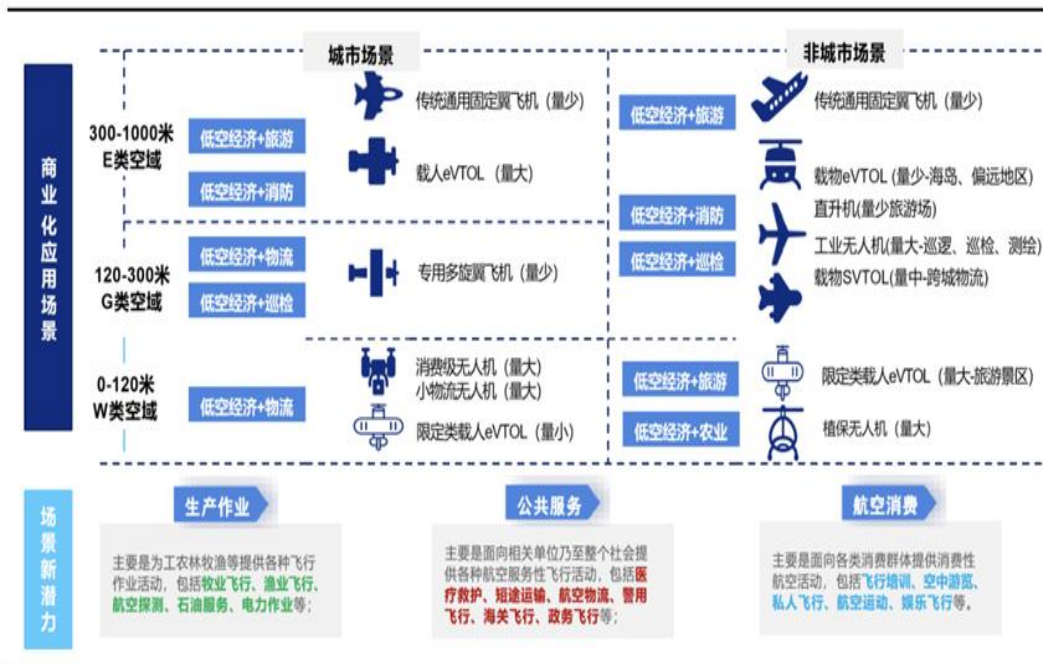 城市场景
非城市场景
商业化应用场景
300-1000米
E类空域
低空经济+旅游
低空经济+消防
传统通用固定翼飞机（量少）
载人eVTOL（量大）
低空经济+旅游
传统通用固定翼飞机（量少）
载物eVTOL（量少-海岛、偏远地区）
低空经济+消防
直升机(量少旅游场)
低空经济+巡检
工业无人机(量大-巡逻、巡检、测绘)
载物SVTOL(量中-跨城物流)
120-300米
G类空域
低空经济+物流
低空经济+巡检
专用多旋翼飞机（量少）
0-120米
W类空域
低空经济+物流
消费级无人机（量大）
小物流无人机（量大）
限定类载人eVTOL（量小）
低空经济+旅游
限定类载人eVTOL（量大-旅游景区）
低空经济+农业
植保无人机（量大）
场景新潜力
生产作业
主要是为工农林牧渔等提供各种飞行
作业活动，包括牧业飞行、渔业飞行、
航空探测、石油服务、电力作业等；
公共服务
主要是面向相关单位乃至整个社会提
供各种航空服务性飞行活动，包括医
疗救护、短途运输、航空物流、警用
飞行、海关飞行、政务飞行等；
航空消费
主要是面向各类消费群体提供消费性
航空活动，包括飞行培训、空中游览、
私人飞行、航空运动、娱乐飞行等。